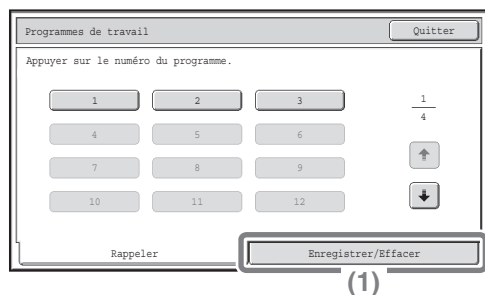 Programmes de travail Quitter
Appuyer sur le numéro du programme.
1 2 3 1
4 5 6 4
7 8 9
10 11 12
Rappeler Enregistrer/Effacer
(1)